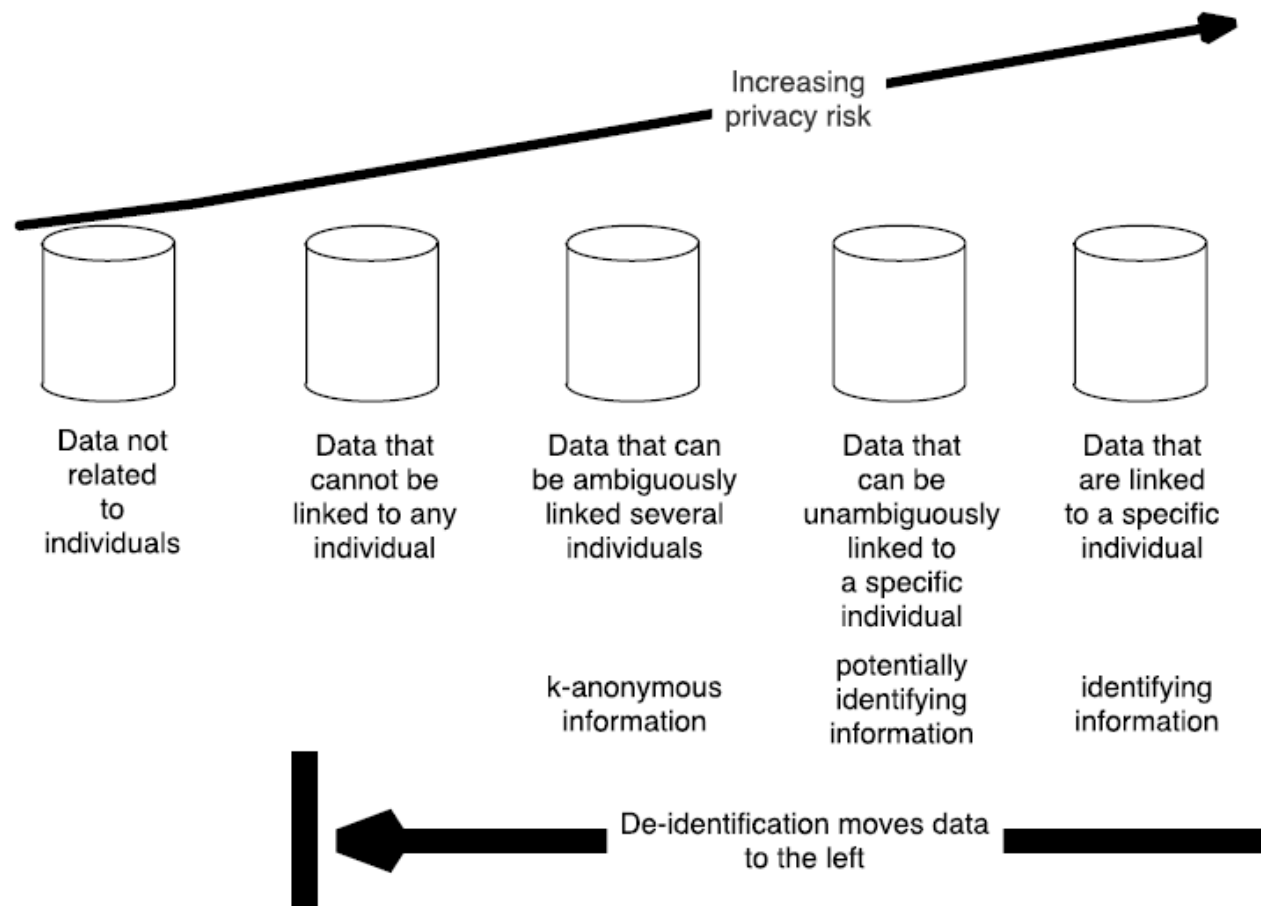 Increasing
privacy risk
Data not
related
to
individuals
Data that
cannot be
linked to any
individual
Data that can
be ambiguously
linked several
individuals
Data that
can be
unambiguously
linked to
a specific
individual
Data that
are linked
to a specific
individual
k-anonymous
information
potentially
identifying
information
identifying
information
De-identification moves data
to the left